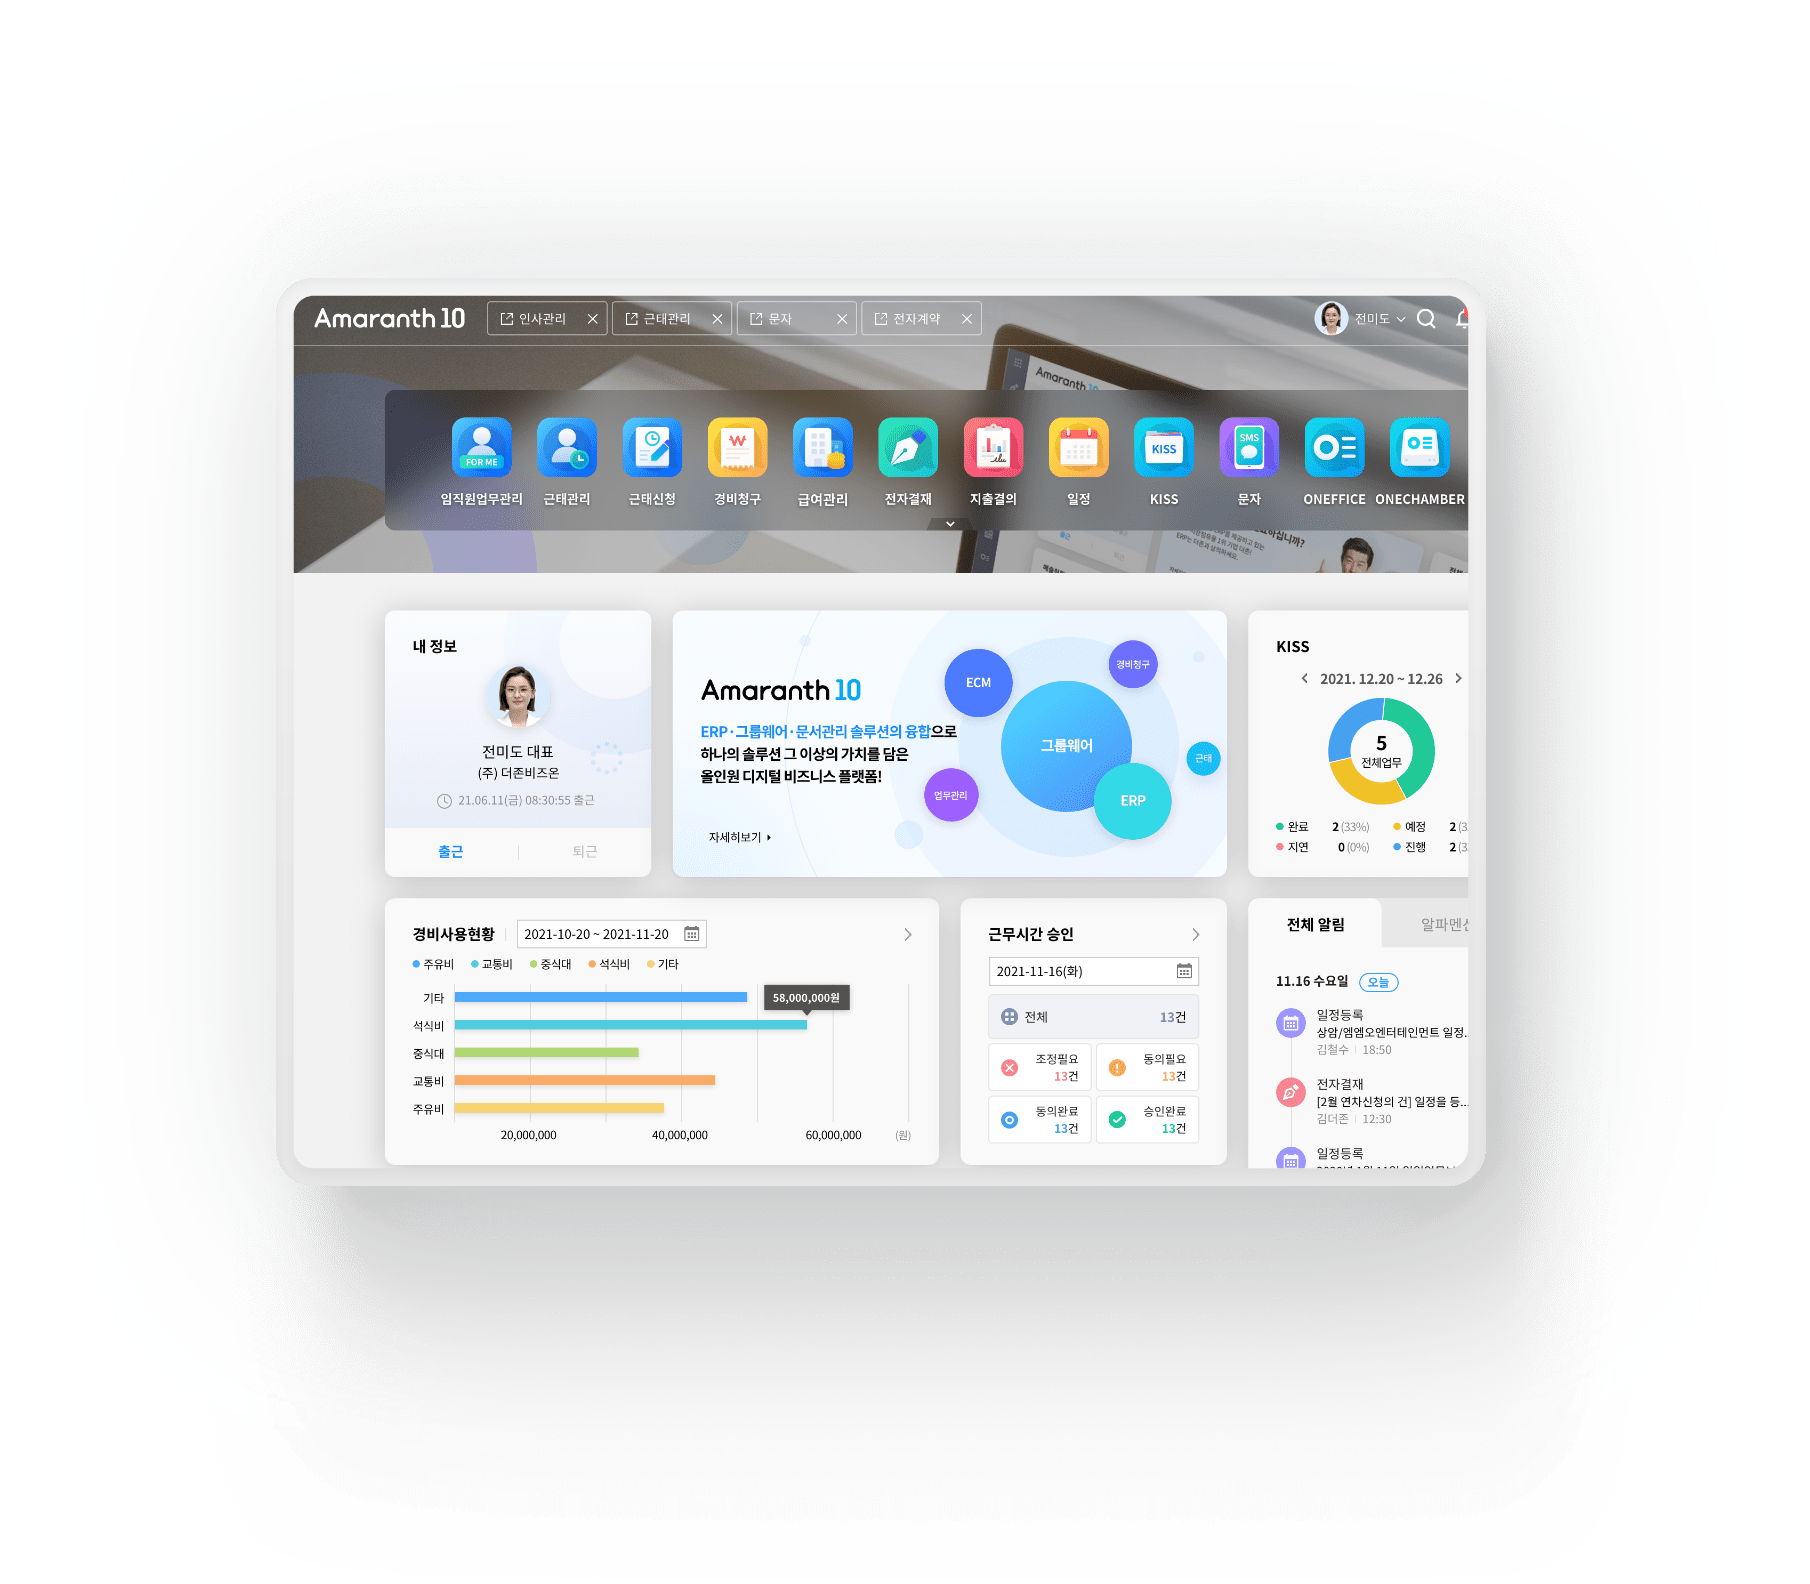 Amaranth 10
인사관리
근태관리
문자
전자계약
전미도
Amaranth 10
FOR ME
KISS
SMS
임직원업무관리
근태관리
근태신청
경비청구
급여관리
전자결재
지출결의
일정
KISS
문자
ONEFFICE
ONECHAMBER
내 정보
전미도 대표
(주) 더존비즈온
21.06.11(금) 08:30:55 출근
출근
퇴근
Amaranth 10
ERP·그룹웨어·문서관리 솔루션의 융합으로
하나의 솔루션 그 이상의 가치를 담은
올인원 디지털 비즈니스 플랫폼!
자세히보기
ECM
경비청구
그룹웨어
근태
업무관리
ERP
KISS
2021. 12.20 ~ 12.26
5
전체업무
완료 2 (33%)
예정 2 (3
지연 0 (0%)
진행 2 (3
경비사용현황
2021-10-20 ~ 2021-11-20
주유비 교통비 중식대 석식비 기타
58,000,000원
기타
석식비
중식대
교통비
주유비
20,000,000
40,000,000
60,000,000
(원)
근무시간 승인
2021-11-16(화)
전체 13건
조정필요
13건
동의필요
13건
동의완료
13건
승인완료
13건
전체 알림
알파멘션
11.16 수요일 오늘
일정등록
상암/엠엠오엔터테인먼트 일정..
김철수 18:50
전자결재
[2월 연차신청의 건] 일정을 등...
김더존 12:30
일정등록